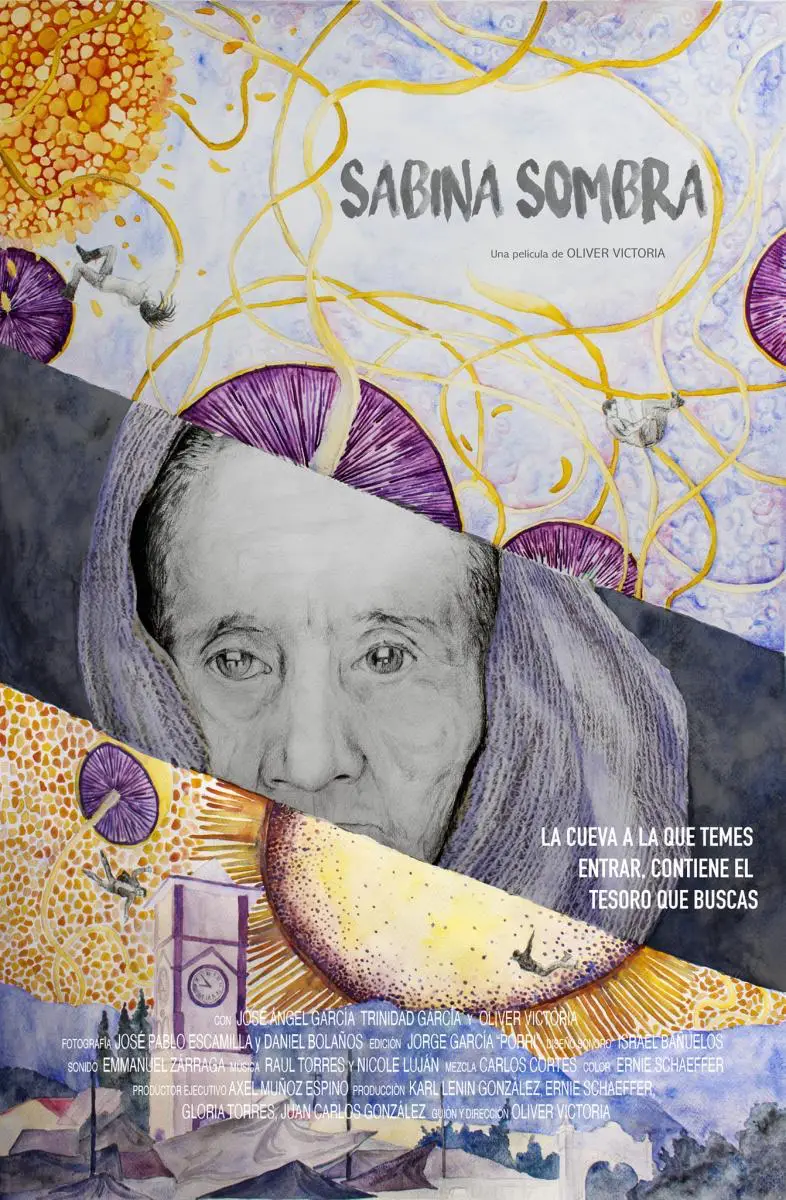 SABINA SOMBRA
Una película de OLIVER VICTORIA
LA CUEVA A LA QUE TEMES
ENTRAR, CONTIENE EL
TESORO QUE BUSCAS
CON JOSÉ ÁNGEL GARCÍA TRINIDAD GARCÍA Y OLIVER VICTORIA
FOTOGRAFÍA JOSÉ PABLO ESCAMILLA y DANIEL BOLAÑOS EDICIÓN JORGE GARCÍA "PORRI" DISEÑO SONORO ISRAEL BAÑUELOS
SONIDO EMMANUEL ZÁRRAGA MÚSICA RAUL TORRES Y NICOLE LUJÁN MEZCLA CARLOS CORTÉS COLOR ERNIE SCHAEFFER
PRODUCTOR EJECUTIVO AXEL MUÑOZ ESPINO PRODUCCIÓN KARL LENIN GONZÁLEZ, ERNIE SCHAEFFER,
GLORIA TORRES, JUAN CARLOS GONZÁLEZ GUIÓN Y DIRECCIÓN OLIVER VICTORIA